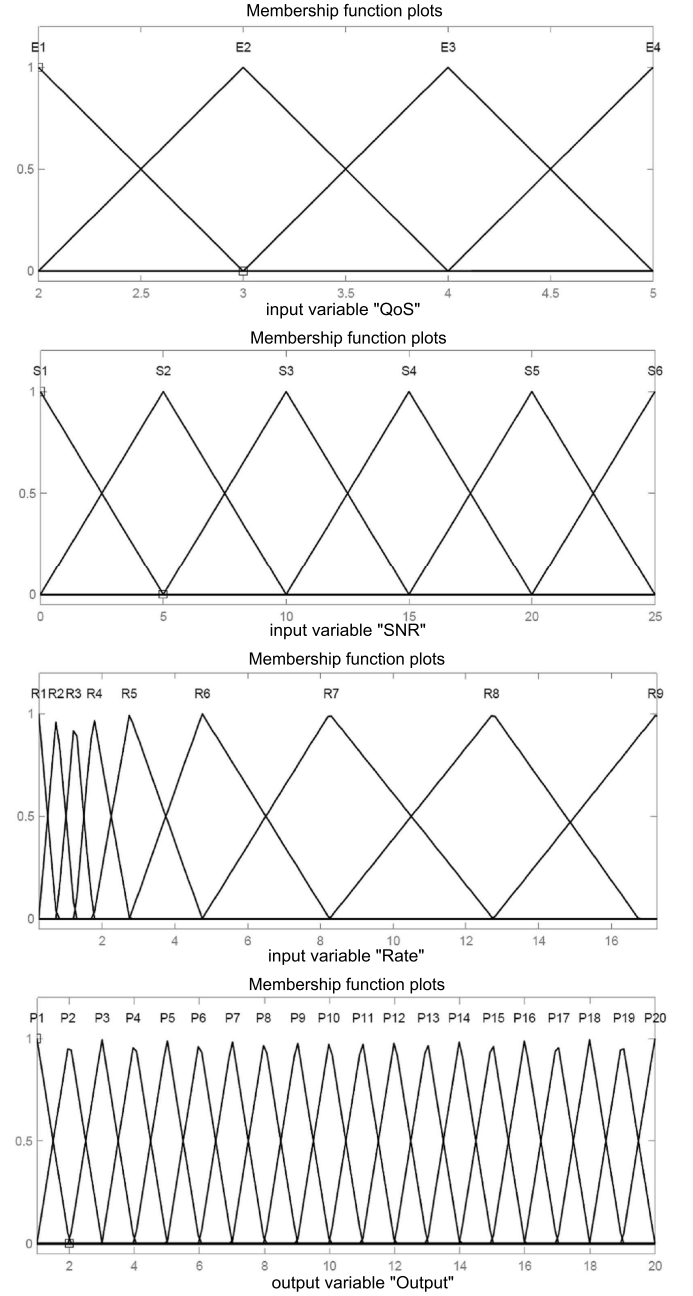 Membership function plots
E1 E2 E3 E4
1
0.5
0
2 2.5 3 3.5 4 4.5 5
input variable "QoS"
Membership function plots
S1 S2 S3 S4 S5 S6
1
0.5
0
0 5 10 15 20 25
input variable "SNR"
Membership function plots
R1 R2 R3 R4 R5 R6 R7 R8 R9
1
0.5
0
2 4 6 8 10 12 14 16
input variable "Rate"
Membership function plots
P1 P2 P3 P4 P5 P6 P7 P8 P9 P10 P11 P12 P13 P14 P15 P16 P17 P18 P19 P20
1
0.5
0
2 4 6 8 10 12 14 16 18 20
output variable "Output"